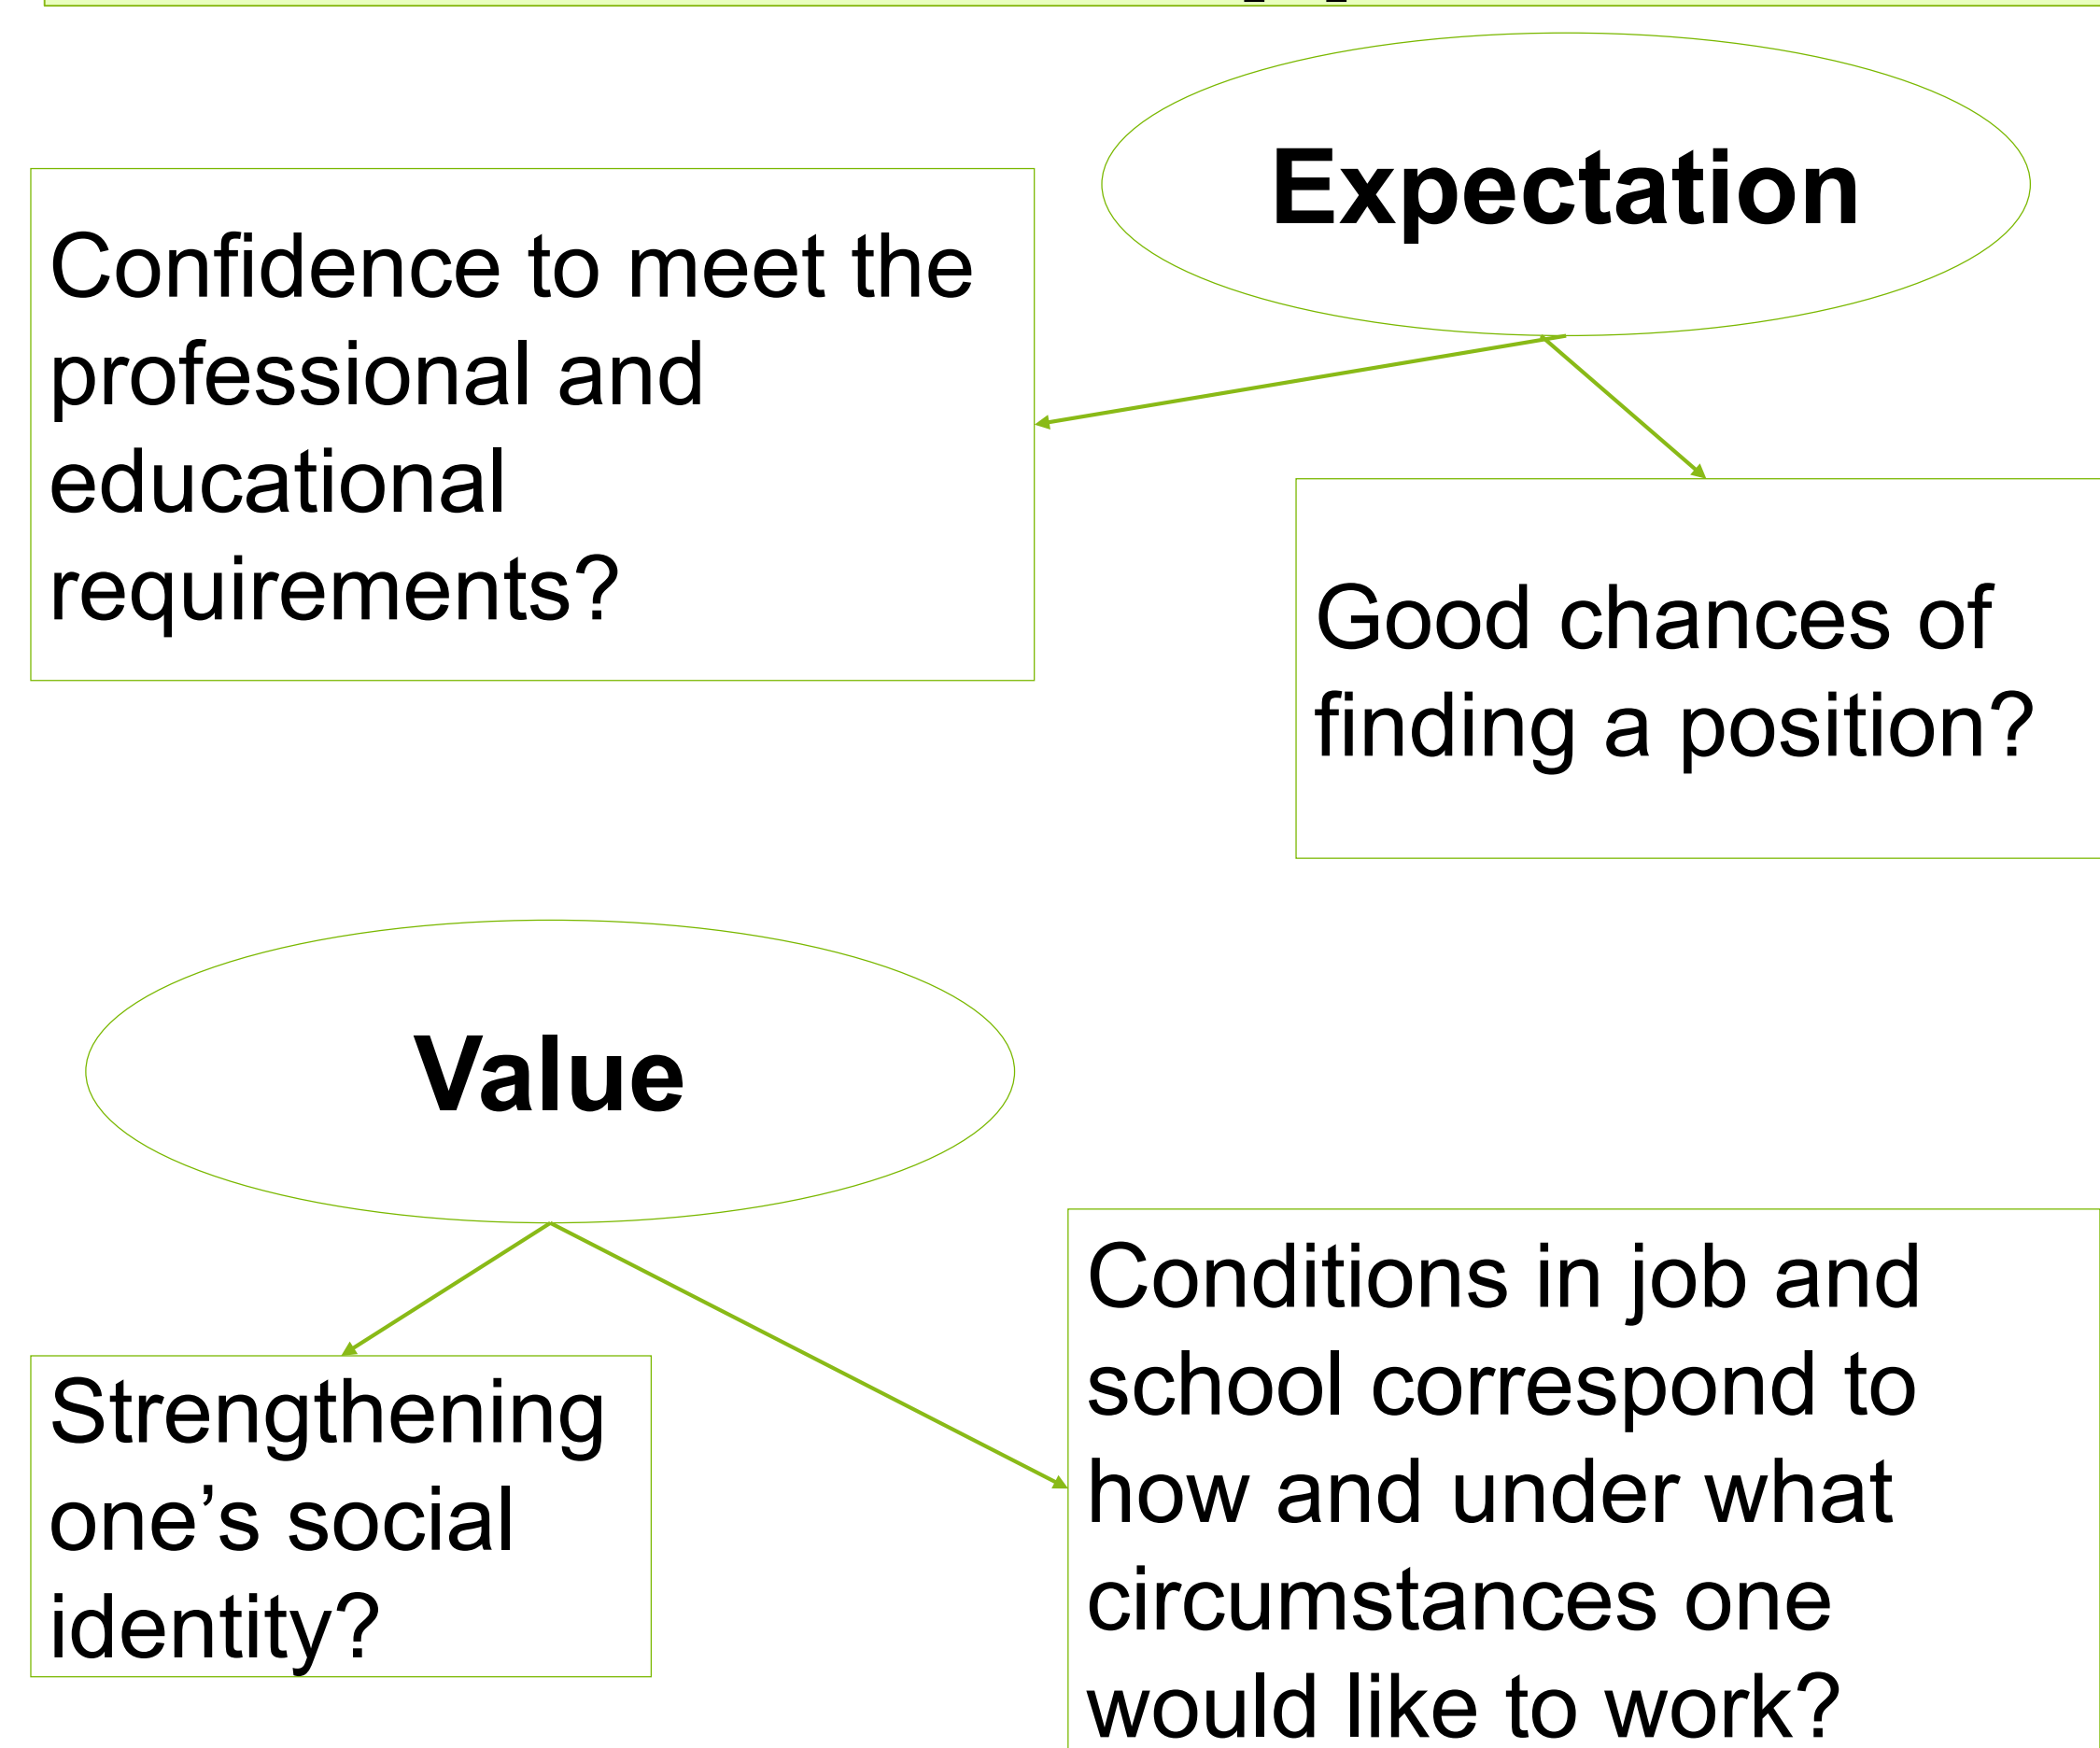 Expectation
Confidence to meet the
professional and
educational
requirements?
Good chances of
finding a position?
Value
Strengthening
one’s social
identity?
Conditions in job and
school correspond to
how and under what
circumstances one
would like to work?